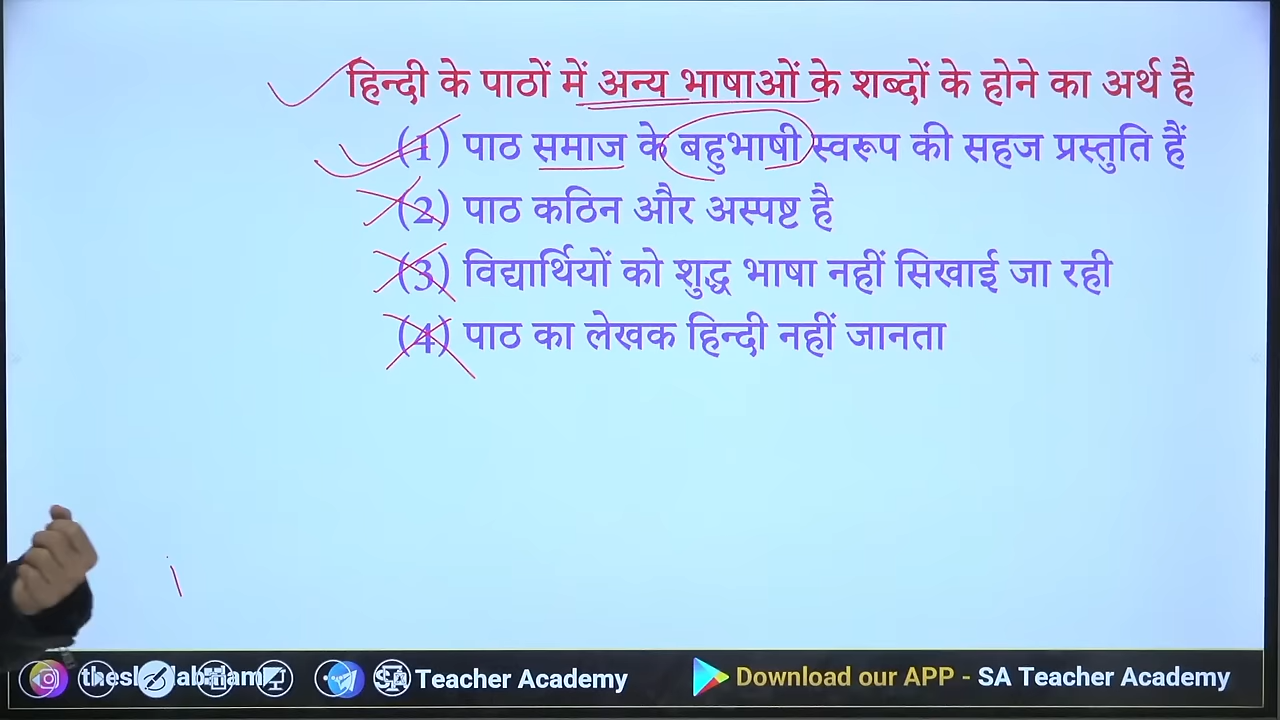 हिन्दी के पाठों में अन्य भाषाओं के शब्दों के होने का अर्थ है
(1) पाठ समाज के बहुभाषी स्वरूप की सहज प्रस्तुति हैं
(2) पाठ कठिन और अस्पष्ट है
(3) विद्यार्थियों को शुद्ध भाषा नहीं सिखाई जा रही
(4) पाठ का लेखक हिन्दी नहीं जानता
Teacher Academy
Download our APP - SA Teacher Academy